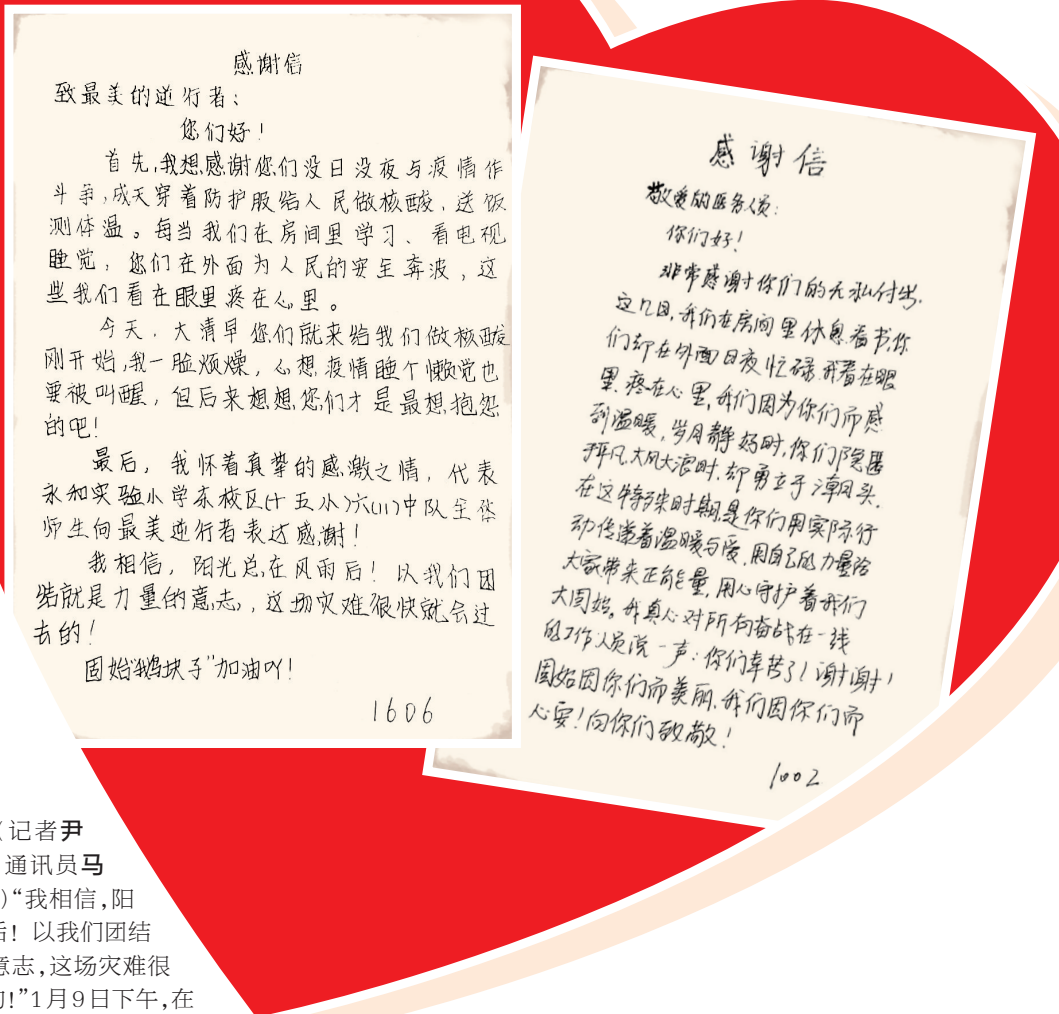 感谢信
致最美的逆行者：
您们好！
首先,我想感谢您们没日没夜与疫情作
斗争,成天穿着防护服给人民做核酸、送饭
测体温。每当我们在房间里学习、看电视
睡觉，您们在外面为人民的安全奔波，这
些我们看在眼里疼在心里。
今天，大清早您们就来给我们做核酸
刚开始,我一脸烦燥，心想疫情睡个懒觉也
要被叫醒，但后来想想您们才是最想抱怨
的吧！
最后，我怀着真挚的感激之情，代表
永和实验小学东校区(十五小)六(11)中队全体
师生向最美逆行者表达感谢！
我相信，阳光总在风雨后！以我们团
结就是力量的意志，这场灾难很快就会过
去的！
固始“鹅块子”加油吖！
1606
感谢信
敬爱的医务人员：
你们好！
非常感谢你们的无私付出.
这几日,我们在房间里休息看书,你
们却在外面日夜忙碌.我看在眼
里,疼在心里,我们因为你们而感
到温暖,岁月静好时,你们隐匿
于平凡,大风大浪时,却勇立于潮头.
在这特殊时期,是你们用实际行
动传递着温暖与爱,用自己的力量给
大家带来正能量,用心守护着我们
大固始。我真心对所有奋战在一线
的工作人员说一声：你们辛苦了！谢谢！
固始因你们而美丽,我们因你们而
心安！向你们致敬！
1002
(记者尹
通讯员马
)“我相信,阳
后！以我们团结
意志,这场灾难很
的!”1月9日下午,在